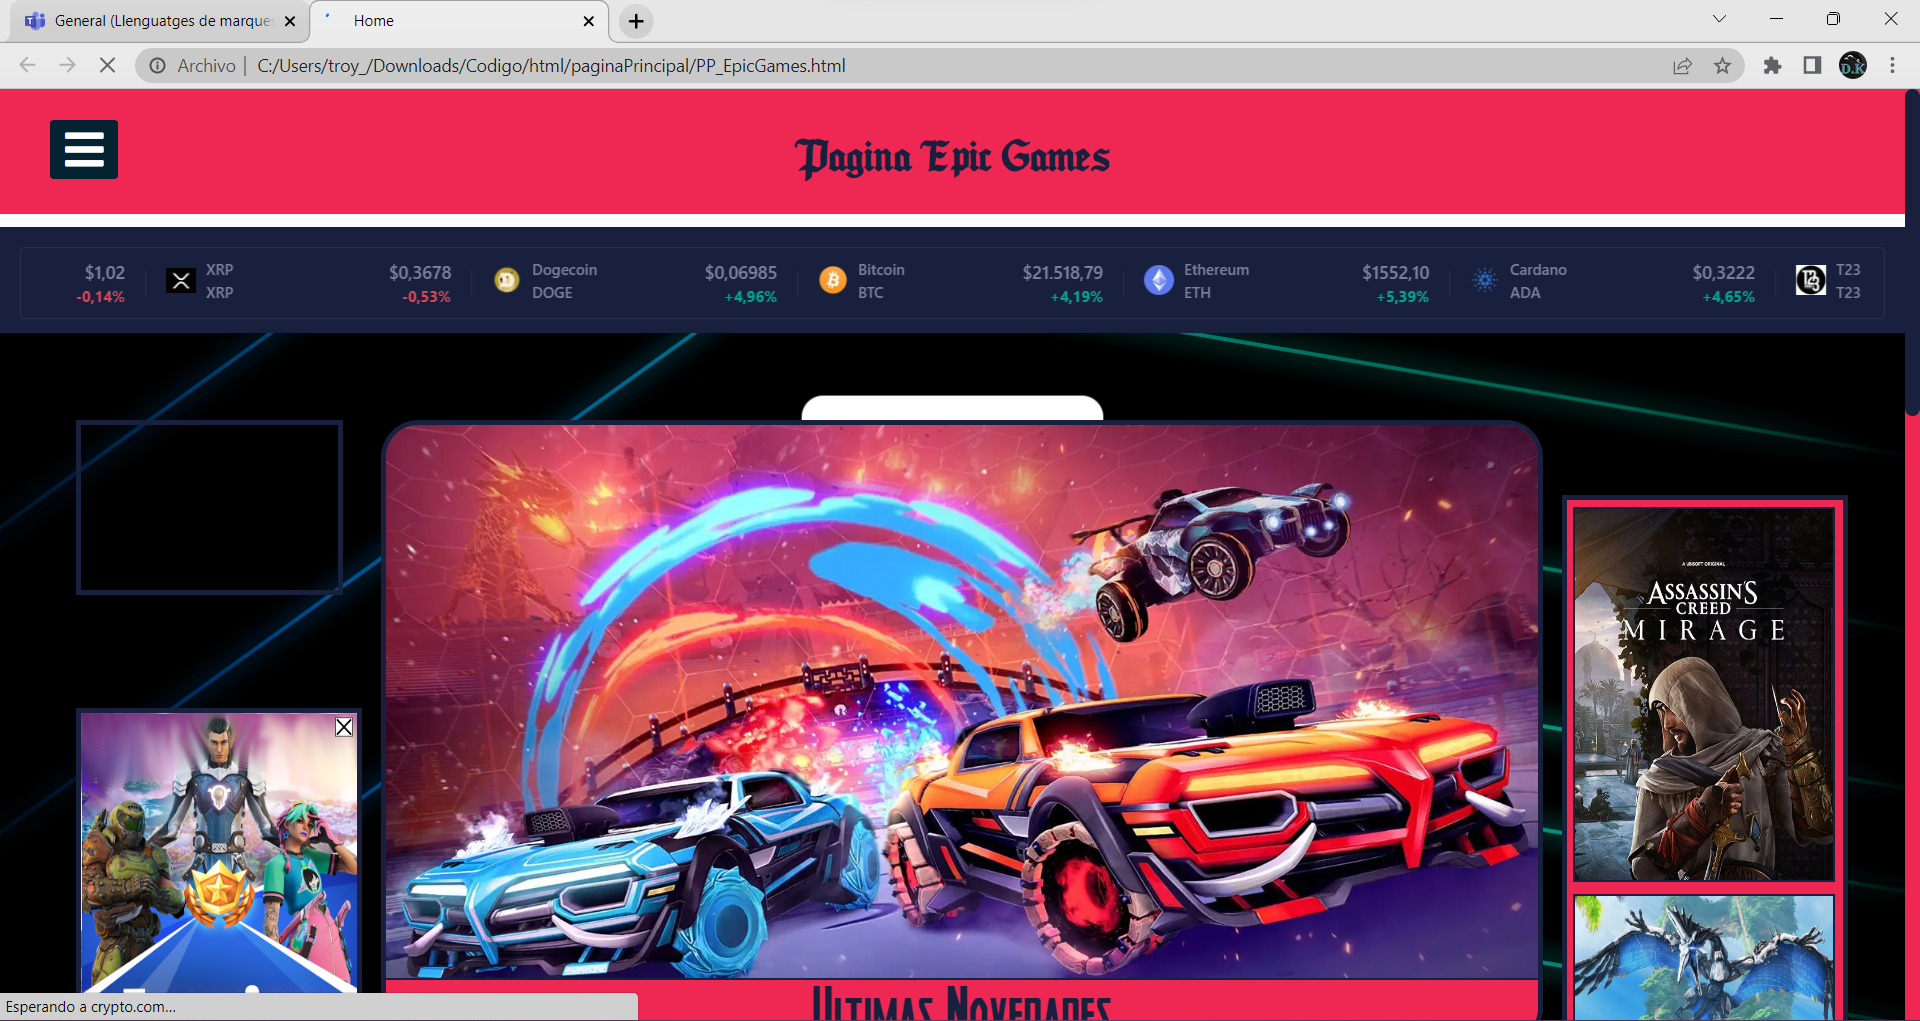 General (Llenguatges de marques
Home
Archivo | C:/Users/troy_/Downloads/Codigo/html/paginaPrincipal/PP_EpicGames.html
D.K
Pagina Epic Games
$1,02
-0,14%
XRP
XRP
$0,3678
-0,53%
Dogecoin
DOGE
$0,06985
+4,96%
Bitcoin
BTC
$21.518,79
+4,19%
Ethereum
ETH
$1552,10
+5,39%
Cardano
ADA
$0,3222
+4,65%
T23
T23
A UBISOFT ORIGINAL
ASSASSIN'S
CREED
MIRAGE
Ultimas Novedades
Esperando a crypto.com...